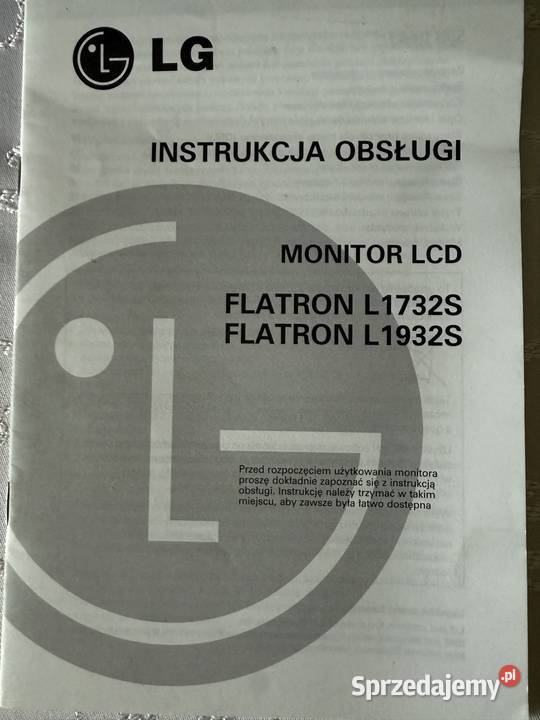 LG
INSTRUKCJA OBSŁUGI
MONITOR LCD
FLATRON L1732S
FLATRON L1932S
Przed rozpoczęciem użytkowania monitora
proszę dokładnie zapoznać się z instrukcją
obsługi. Instrukcję należy trzymać w takim
miejscu, aby zawsze była łatwo dostępna
Sprzedajemy.pl